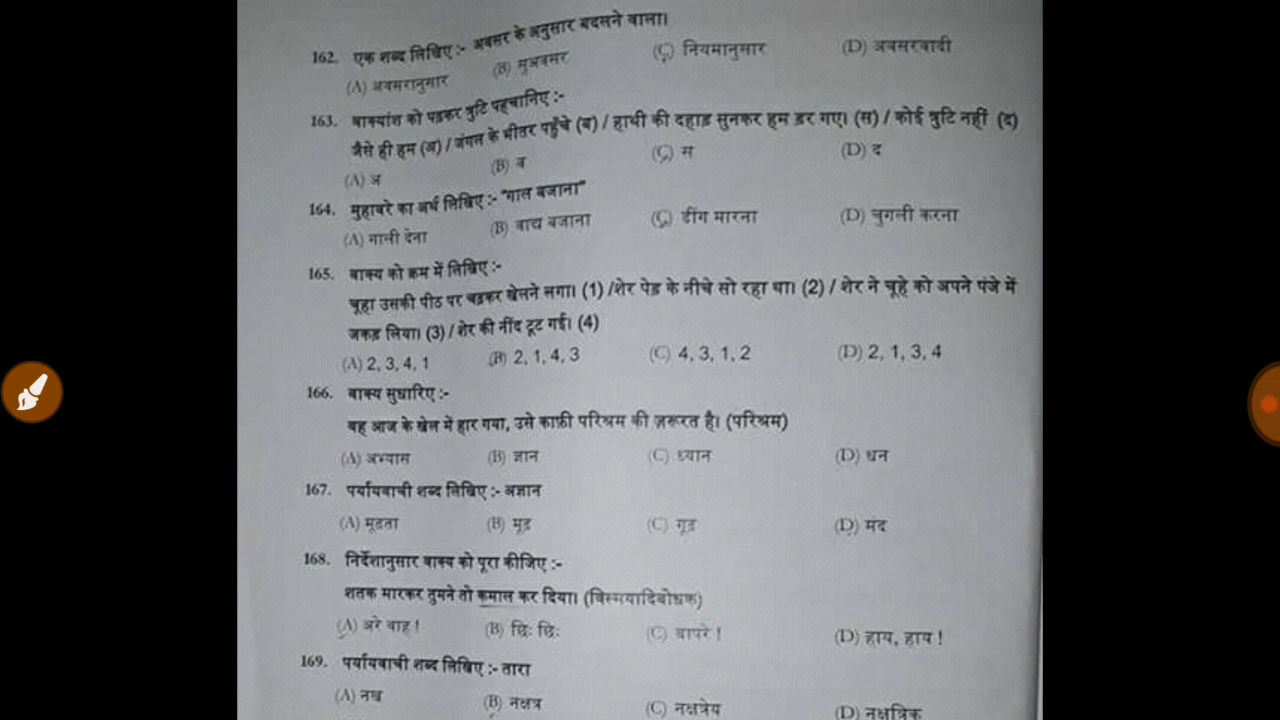 162. एक शब्द लिखिए :- अवसर के अनुसार बदलने वाला।
(A) अवसरानुसार (B) सुअवसर (C) नियमानुसार (D) अवसरवादी
163. वाक्यांश को पढ़कर त्रुटि पहचानिए :-
जैसे ही हम (अ) / जंगल के भीतर पहुँचे (ब) / हाथी की दहाड़ सुनकर हम डर गए। (स) / कोई त्रुटि नहीं (द)
(A) अ (B) ब (C) स (D) द
164. मुहावरे का अर्थ लिखिए :- "गाल बजाना"
(A) गाली देना (B) वाद्य बजाना (C) डींग मारना (D) चुगली करना
165. वाक्य को क्रम में लिखिए :-
चूहा उसकी पीठ पर चढ़कर खेलने लगा। (1) /शेर पेड़ के नीचे सो रहा था। (2) / शेर ने चूहे को अपने पंजे में
जकड़ लिया। (3) / शेर की नींद टूट गई। (4)
(A) 2, 3, 4, 1 (B) 2, 1, 4, 3 (C) 4, 3, 1, 2 (D) 2, 1, 3, 4
166. वाक्य सुधारिए :-
वह आज के खेल में हार गया, उसे काफ़ी परिश्रम की ज़रूरत है। (परिश्रम)
(A) अभ्यास (B) ज्ञान (C) ध्यान (D) धन
167. पर्यायवाची शब्द लिखिए :- अज्ञान
(A) मूढ़ता (B) मूढ़ (C) गूढ़ (D) मंद
168. निर्देशानुसार वाक्य को पूरा कीजिए :-
शतक मारकर तुमने तो कमाल कर दिया। (विस्मयादिबोधक)
(A) अरे वाह ! (B) छिः छिः (C) बापरे ! (D) हाय, हाय !
169. पर्यायवाची शब्द लिखिए :- तारा
(A) नख (B) नक्षत्र (C) नक्षत्रेय (D) नक्षत्रिक